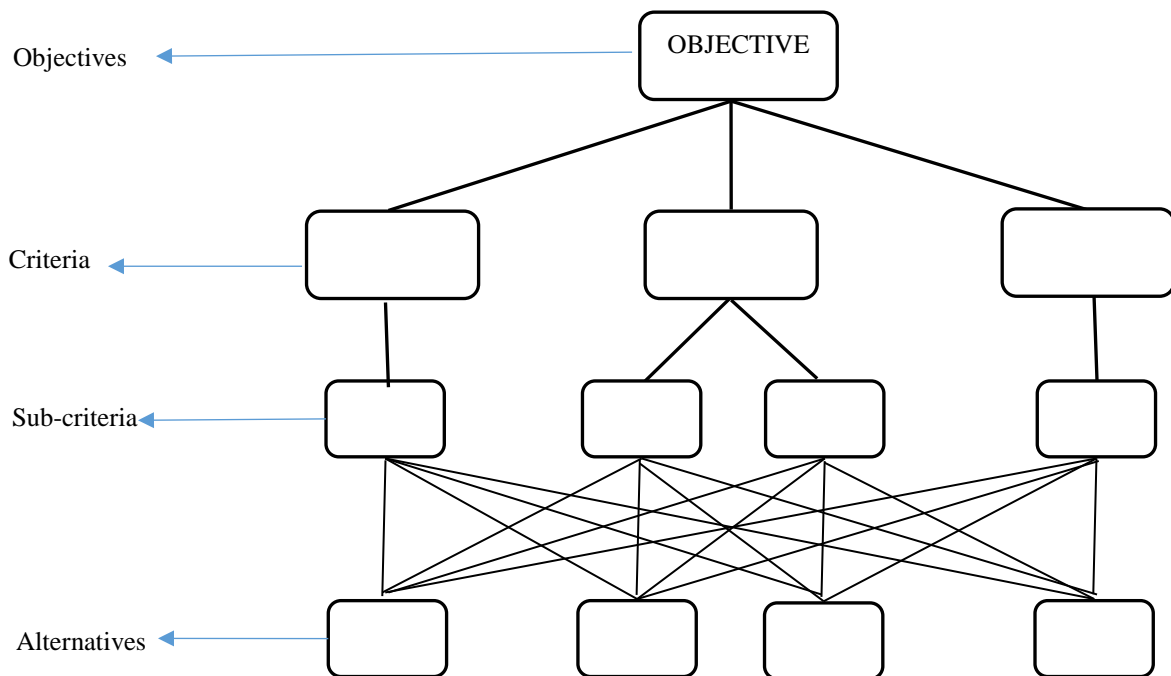 OBJECTIVE
Objectives
Criteria
Sub-criteria
Alternatives